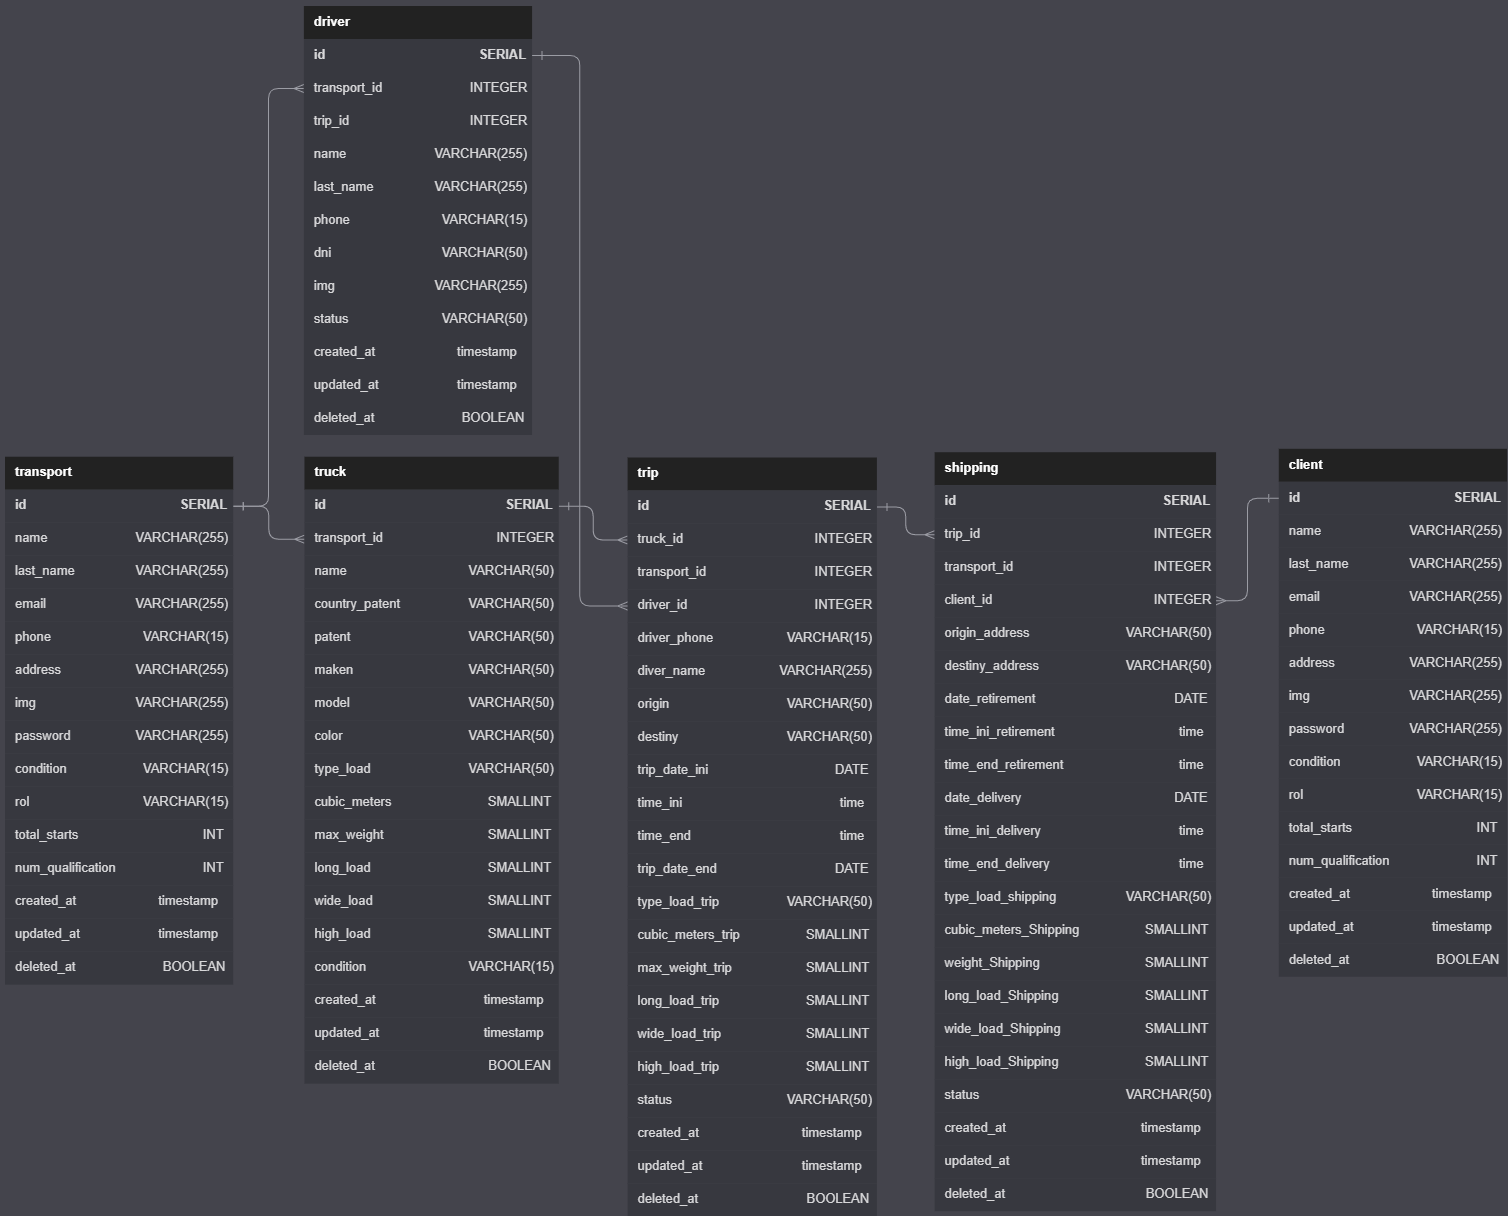 driver
id SERIAL
transport_id INTEGER
trip_id INTEGER
name VARCHAR(255)
last_name VARCHAR(255)
phone VARCHAR(15)
dni VARCHAR(50)
img VARCHAR(255)
status VARCHAR(50)
created_at timestamp
updated_at timestamp
deleted_at BOOLEAN
transport
id SERIAL
name VARCHAR(255)
last_name VARCHAR(255)
email VARCHAR(255)
phone VARCHAR(15)
address VARCHAR(255)
img VARCHAR(255)
password VARCHAR(255)
condition VARCHAR(15)
rol VARCHAR(15)
total_starts INT
num_qualification INT
created_at timestamp
updated_at timestamp
deleted_at BOOLEAN
truck
id SERIAL
transport_id INTEGER
name VARCHAR(50)
country_patent VARCHAR(50)
patent VARCHAR(50)
maken VARCHAR(50)
model VARCHAR(50)
color VARCHAR(50)
type_load VARCHAR(50)
cubic_meters SMALLINT
max_weight SMALLINT
long_load SMALLINT
wide_load SMALLINT
high_load SMALLINT
condition VARCHAR(15)
created_at timestamp
updated_at timestamp
deleted_at BOOLEAN
trip
id SERIAL
truck_id INTEGER
transport_id INTEGER
driver_id INTEGER
driver_phone VARCHAR(15)
diver_name VARCHAR(255)
origin VARCHAR(50)
destiny VARCHAR(50)
trip_date_ini DATE
time_ini time
time_end time
trip_date_end DATE
type_load_trip VARCHAR(50)
cubic_meters_trip SMALLINT
max_weight_trip SMALLINT
long_load_trip SMALLINT
wide_load_trip SMALLINT
high_load_trip SMALLINT
status VARCHAR(50)
created_at timestamp
updated_at timestamp
deleted_at BOOLEAN
shipping
id SERIAL
trip_id INTEGER
transport_id INTEGER
client_id INTEGER
origin_address VARCHAR(50)
destiny_address VARCHAR(50)
date_retirement DATE
time_ini_retirement time
time_end_retirement time
date_delivery DATE
time_ini_delivery time
time_end_delivery time
type_load_shipping VARCHAR(50)
cubic_meters_Shipping SMALLINT
weight_Shipping SMALLINT
long_load_Shipping SMALLINT
wide_load_Shipping SMALLINT
high_load_Shipping SMALLINT
status VARCHAR(50)
created_at timestamp
updated_at timestamp
deleted_at BOOLEAN
client
id SERIAL
name VARCHAR(255)
last_name VARCHAR(255)
email VARCHAR(255)
phone VARCHAR(15)
address VARCHAR(255)
img VARCHAR(255)
password VARCHAR(255)
condition VARCHAR(15)
rol VARCHAR(15)
total_starts INT
num_qualification INT
created_at timestamp
updated_at timestamp
deleted_at BOOLEAN